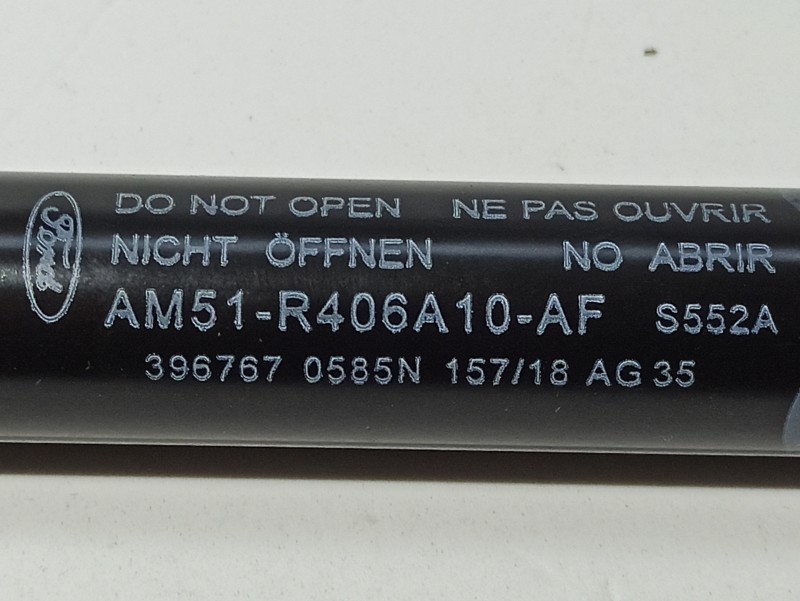 Ford
DO NOT OPEN NE PAS OUVRIR
NICHT ÖFFNEN NO ABRIR
AM51-R406A10-AF S552A
396767 0585N 157/18 AG 35